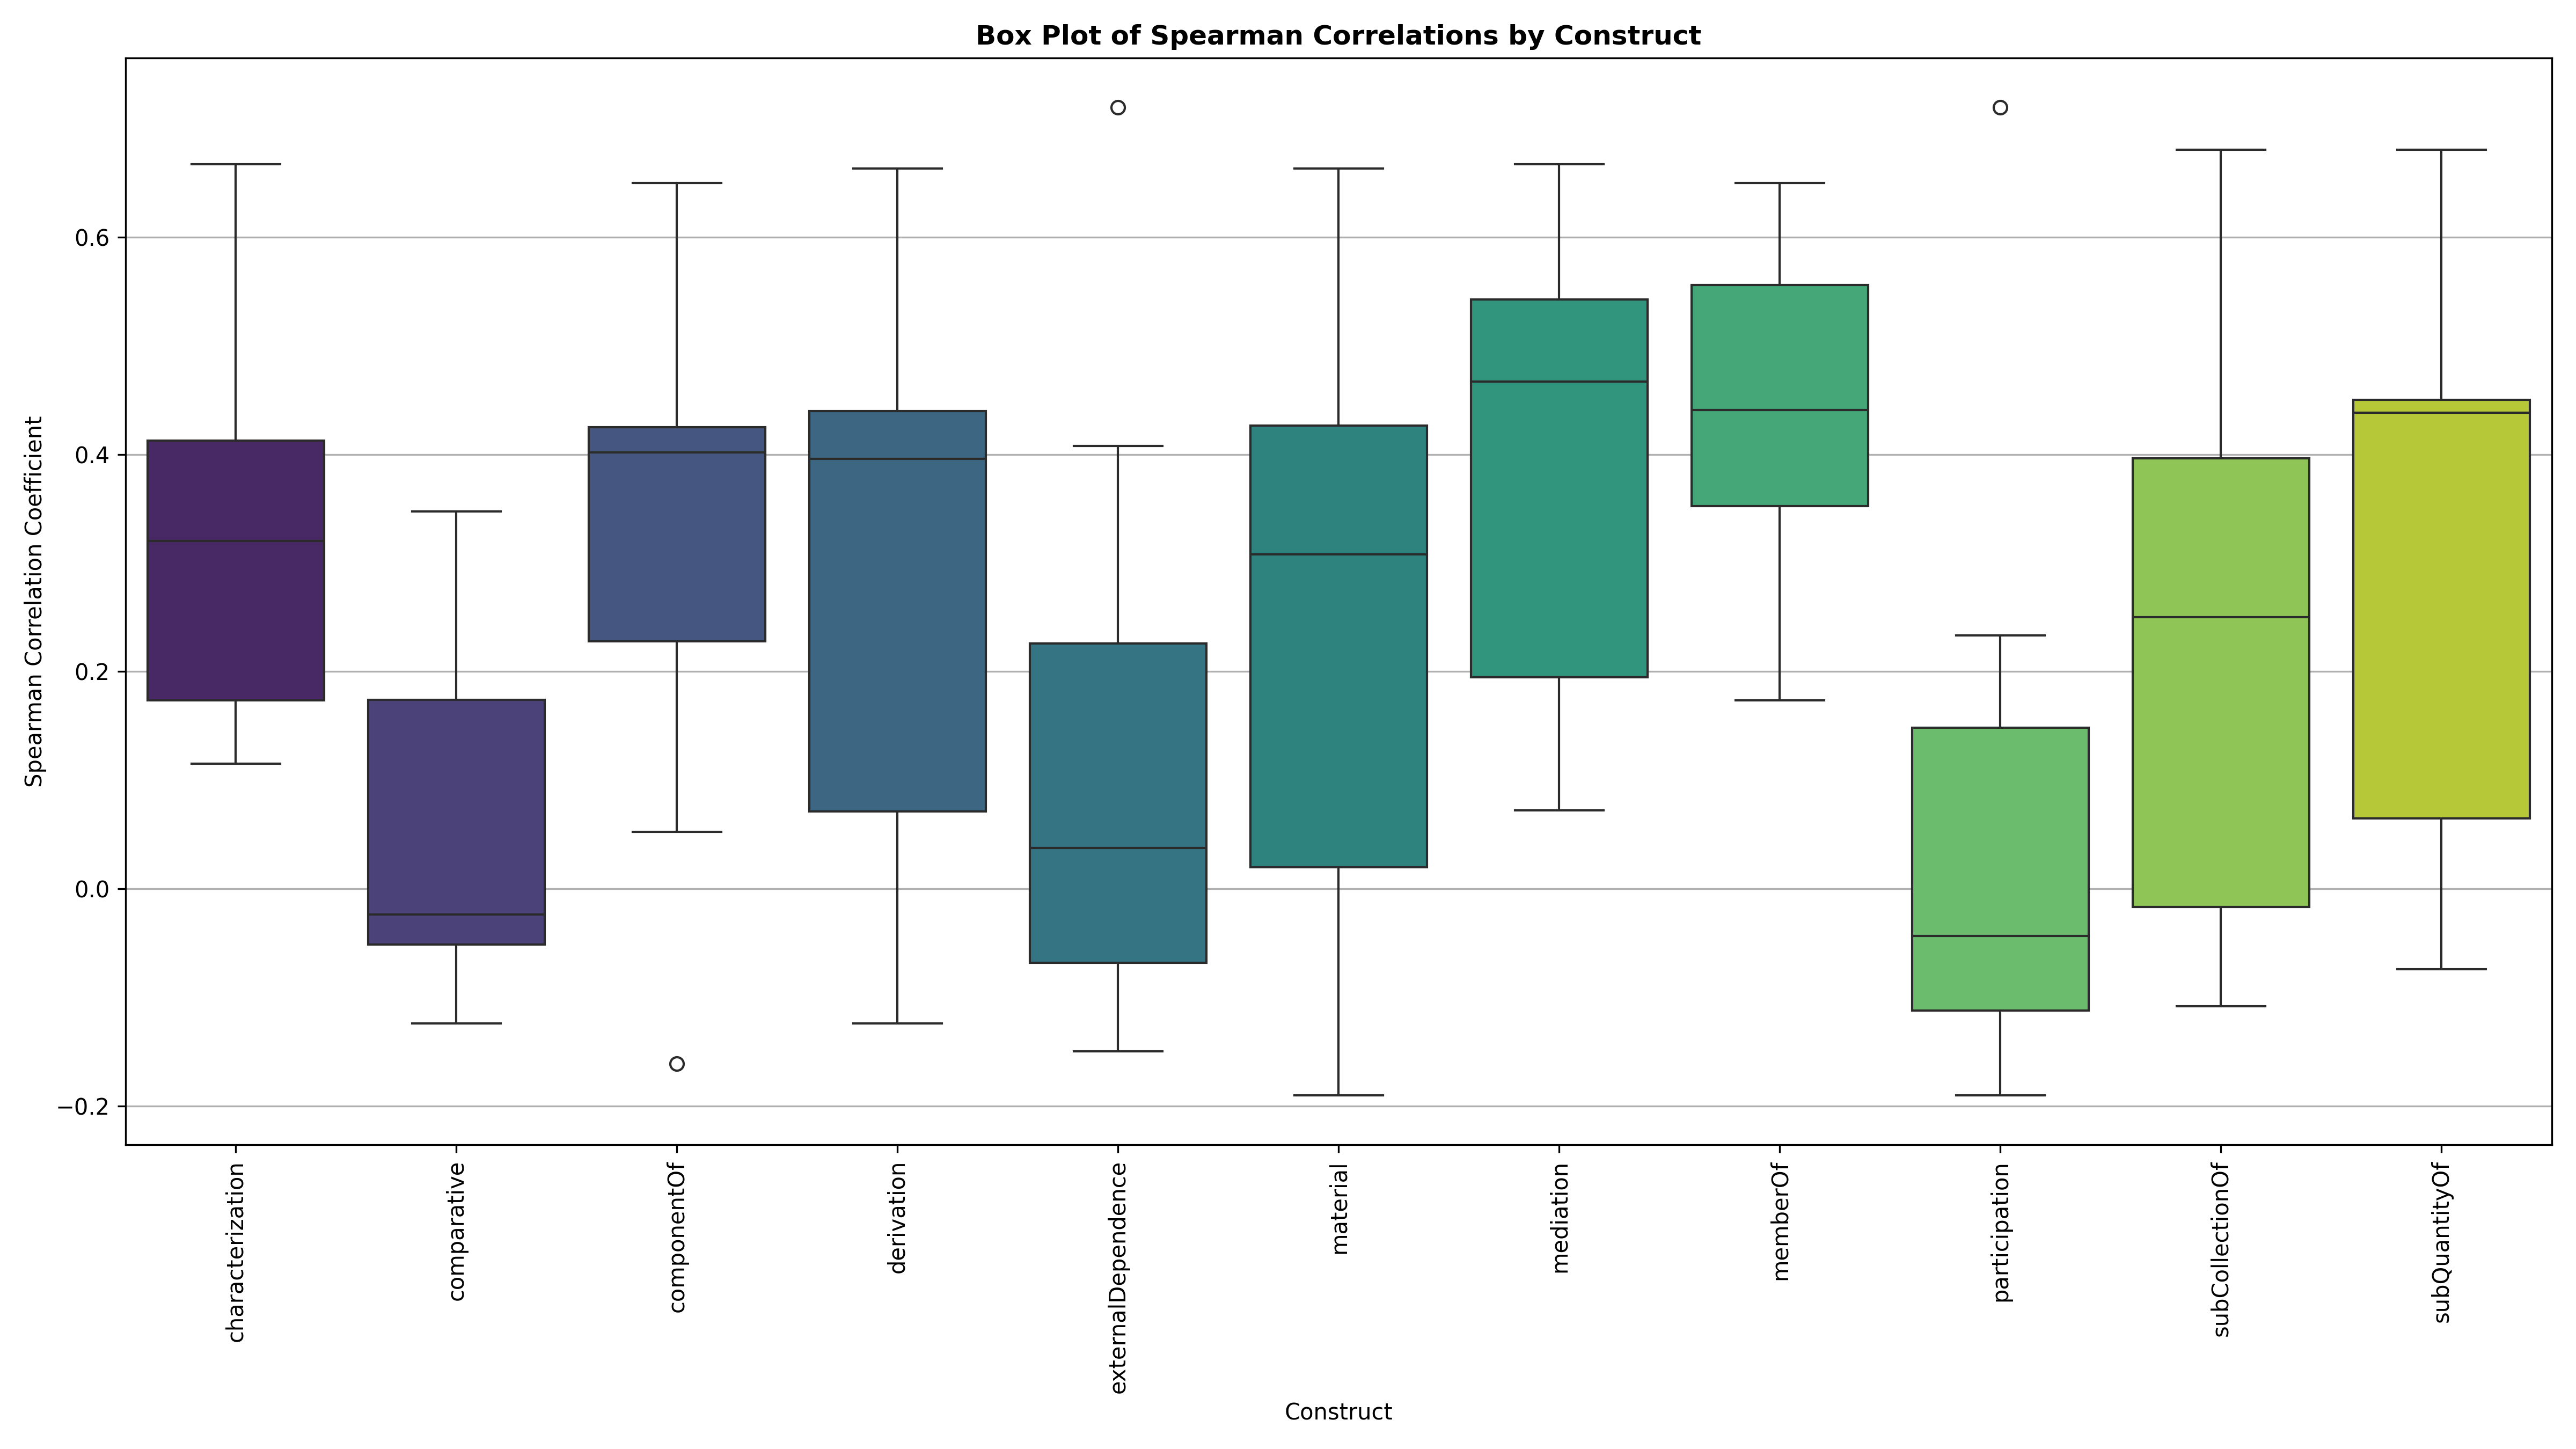 Box Plot of Spearman Correlations by Construct
Spearman Correlation Coefficient
0.6
0.4
0.2
0.0
−0.2
characterization
comparative
componentOf
derivation
externalDependence
material
mediation
memberOf
participation
subCollectionOf
subQuantityOf
Construct